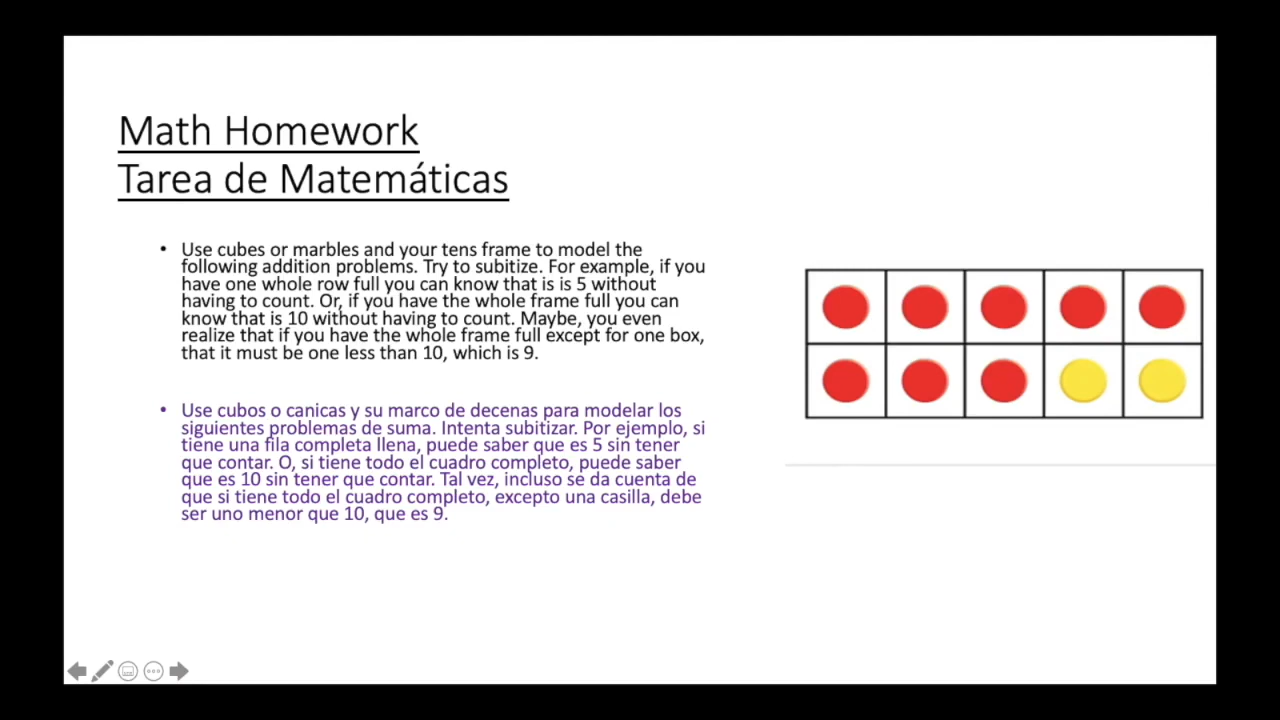 Math Homework
Tarea de Matemáticas
• Use cubes or marbles and your tens frame to model the
following addition problems. Try to subitize. For example, if you
have one whole row full you can know that is is 5 without
having to count. Or, if you have the whole frame full you can
know that is 10 without having to count. Maybe, you even
realize that if you have the whole frame full except for one box,
that it must be one less than 10, which is 9.
• Use cubos o canicas y su marco de decenas para modelar los
siguientes problemas de suma. Intenta subitizar. Por ejemplo, si
tiene una fila completa llena, puede saber que es 5 sin tener
que contar. O, si tiene todo el cuadro completo, puede saber
que es 10 sin tener que contar. Tal vez, incluso se da cuenta de
que si tiene todo el cuadro completo, excepto una casilla, debe
ser uno menor que 10, que es 9.